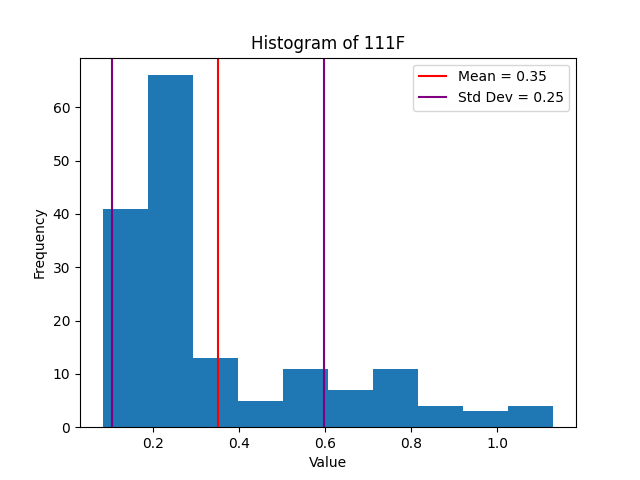 Histogram of 111F
Mean = 0.35
Std Dev = 0.25
Frequency
60
50
40
30
20
10
0
0.2 0.4 0.6 0.8 1.0
Value